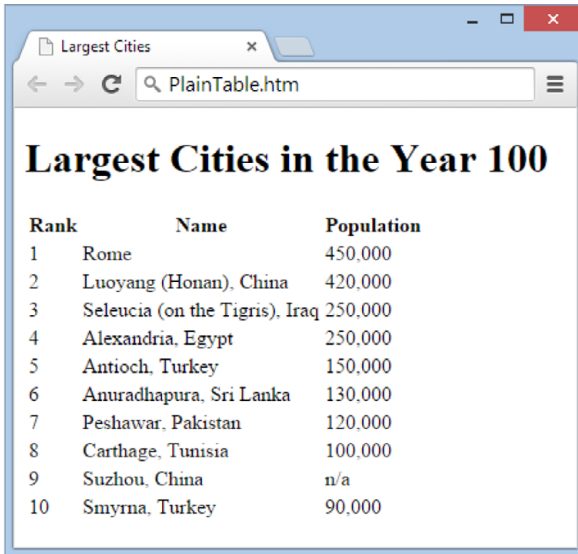 Largest Cities
PlainTable.htm
Largest Cities in the Year 100
Rank Name Population
1 Rome 450,000
2 Luoyang (Honan), China 420,000
3 Seleucia (on the Tigris), Iraq 250,000
4 Alexandria, Egypt 250,000
5 Antioch, Turkey 150,000
6 Anuradhapura, Sri Lanka 130,000
7 Peshawar, Pakistan 120,000
8 Carthage, Tunisia 100,000
9 Suzhou, China n/a
10 Smyrna, Turkey 90,000